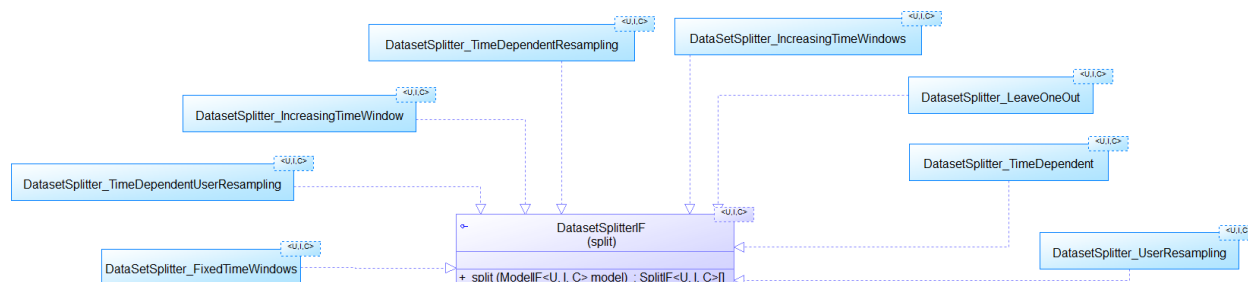 <U,I,C>
DataSetSplitter_IncreasingTimeWindows
<U,I,C>
DatasetSplitter_TimeDependentResampling
<U,I,C>
DatasetSplitter_LeaveOneOut
<U,I,C>
DatasetSplitter_IncreasingTimeWindow
<U,I,C>
DatasetSplitter_TimeDependent
<U,I,C>
DatasetSplitter_TimeDependentUserResampling
<U,I,C>
DatasetSplitterIF
(split)
<U,I,C>
DatasetSplitter_UserResampling
<U,I,C>
DataSetSplitter_FixedTimeWindows
+ split (ModelIF<U, I, C> model) : SplitIF<U, I, C>[]